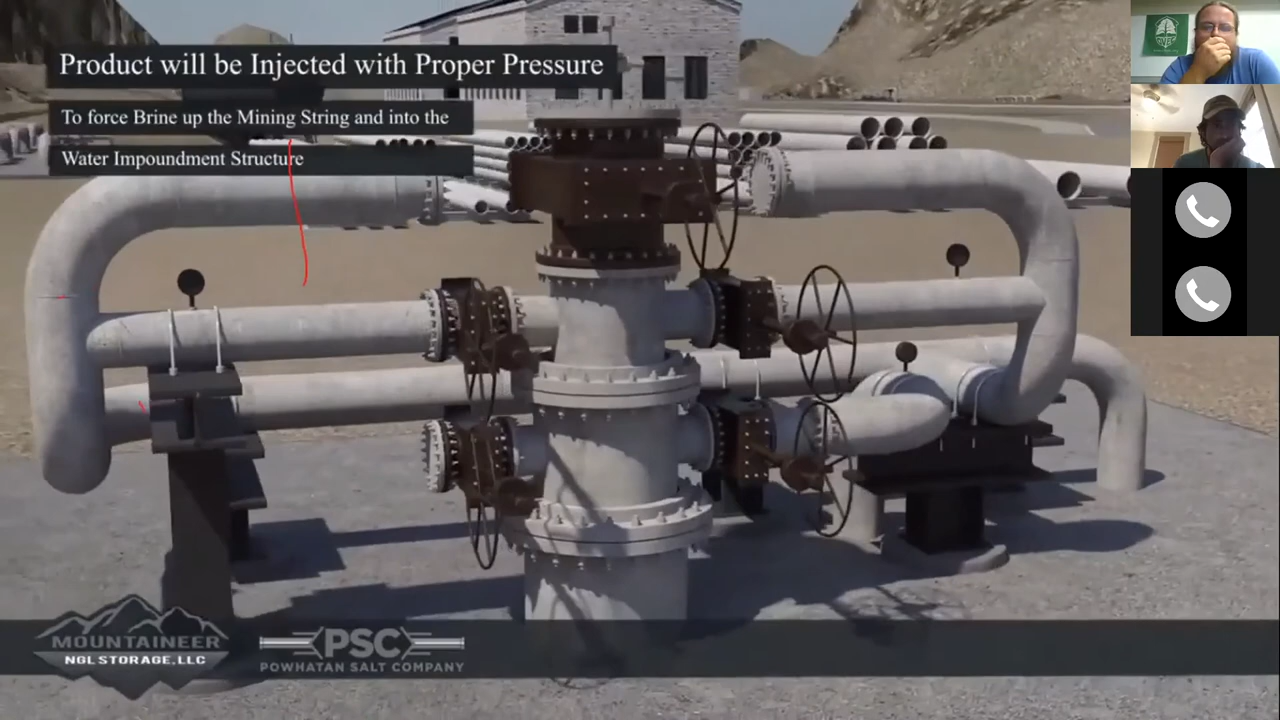 Product will be Injected with Proper Pressure
To force Brine up the Mining String and into the
Water Impoundment Structure
MOUNTAINEER
NGL STORAGE, LLC
PSC
POWHATAN SALT COMPANY